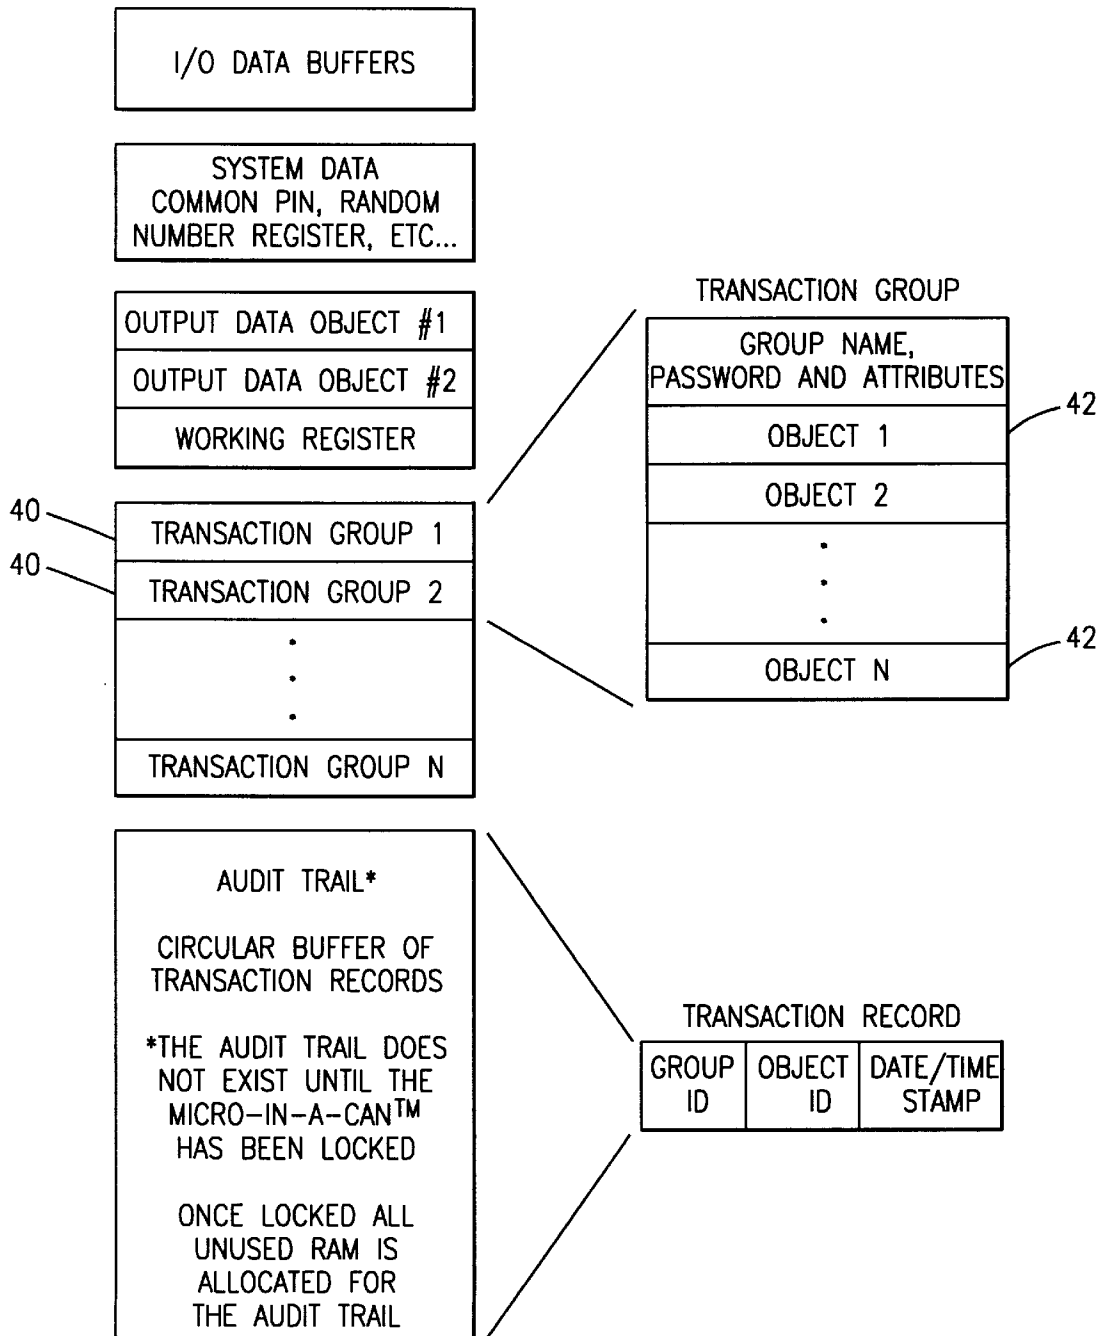 I/O DATA BUFFERS
SYSTEM DATA
COMMON PIN, RANDOM
NUMBER REGISTER, ETC...
OUTPUT DATA OBJECT #1
OUTPUT DATA OBJECT #2
WORKING REGISTER
40
TRANSACTION GROUP 1
40
TRANSACTION GROUP 2
TRANSACTION GROUP N
TRANSACTION GROUP
GROUP NAME,
PASSWORD AND ATTRIBUTES
42
OBJECT 1
OBJECT 2
42
OBJECT N
AUDIT TRAIL*
CIRCULAR BUFFER OF
TRANSACTION RECORDS
*THE AUDIT TRAIL DOES
NOT EXIST UNTIL THE
MICRO-IN-A-CAN™
HAS BEEN LOCKED
ONCE LOCKED ALL
UNUSED RAM IS
ALLOCATED FOR
THE AUDIT TRAIL
TRANSACTION RECORD
GROUP ID
OBJECT ID
DATE/TIME STAMP